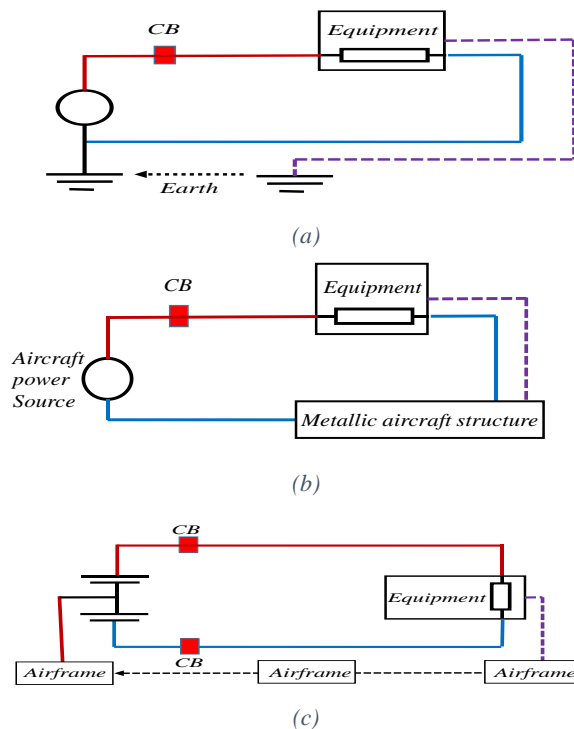 CB
Equipment
Earth
(a)
CB
Equipment
Aircraft
power
Source
Metallic aircraft structure
(b)
CB
Equipment
CB
Airframe
Airframe
Airframe
(c)